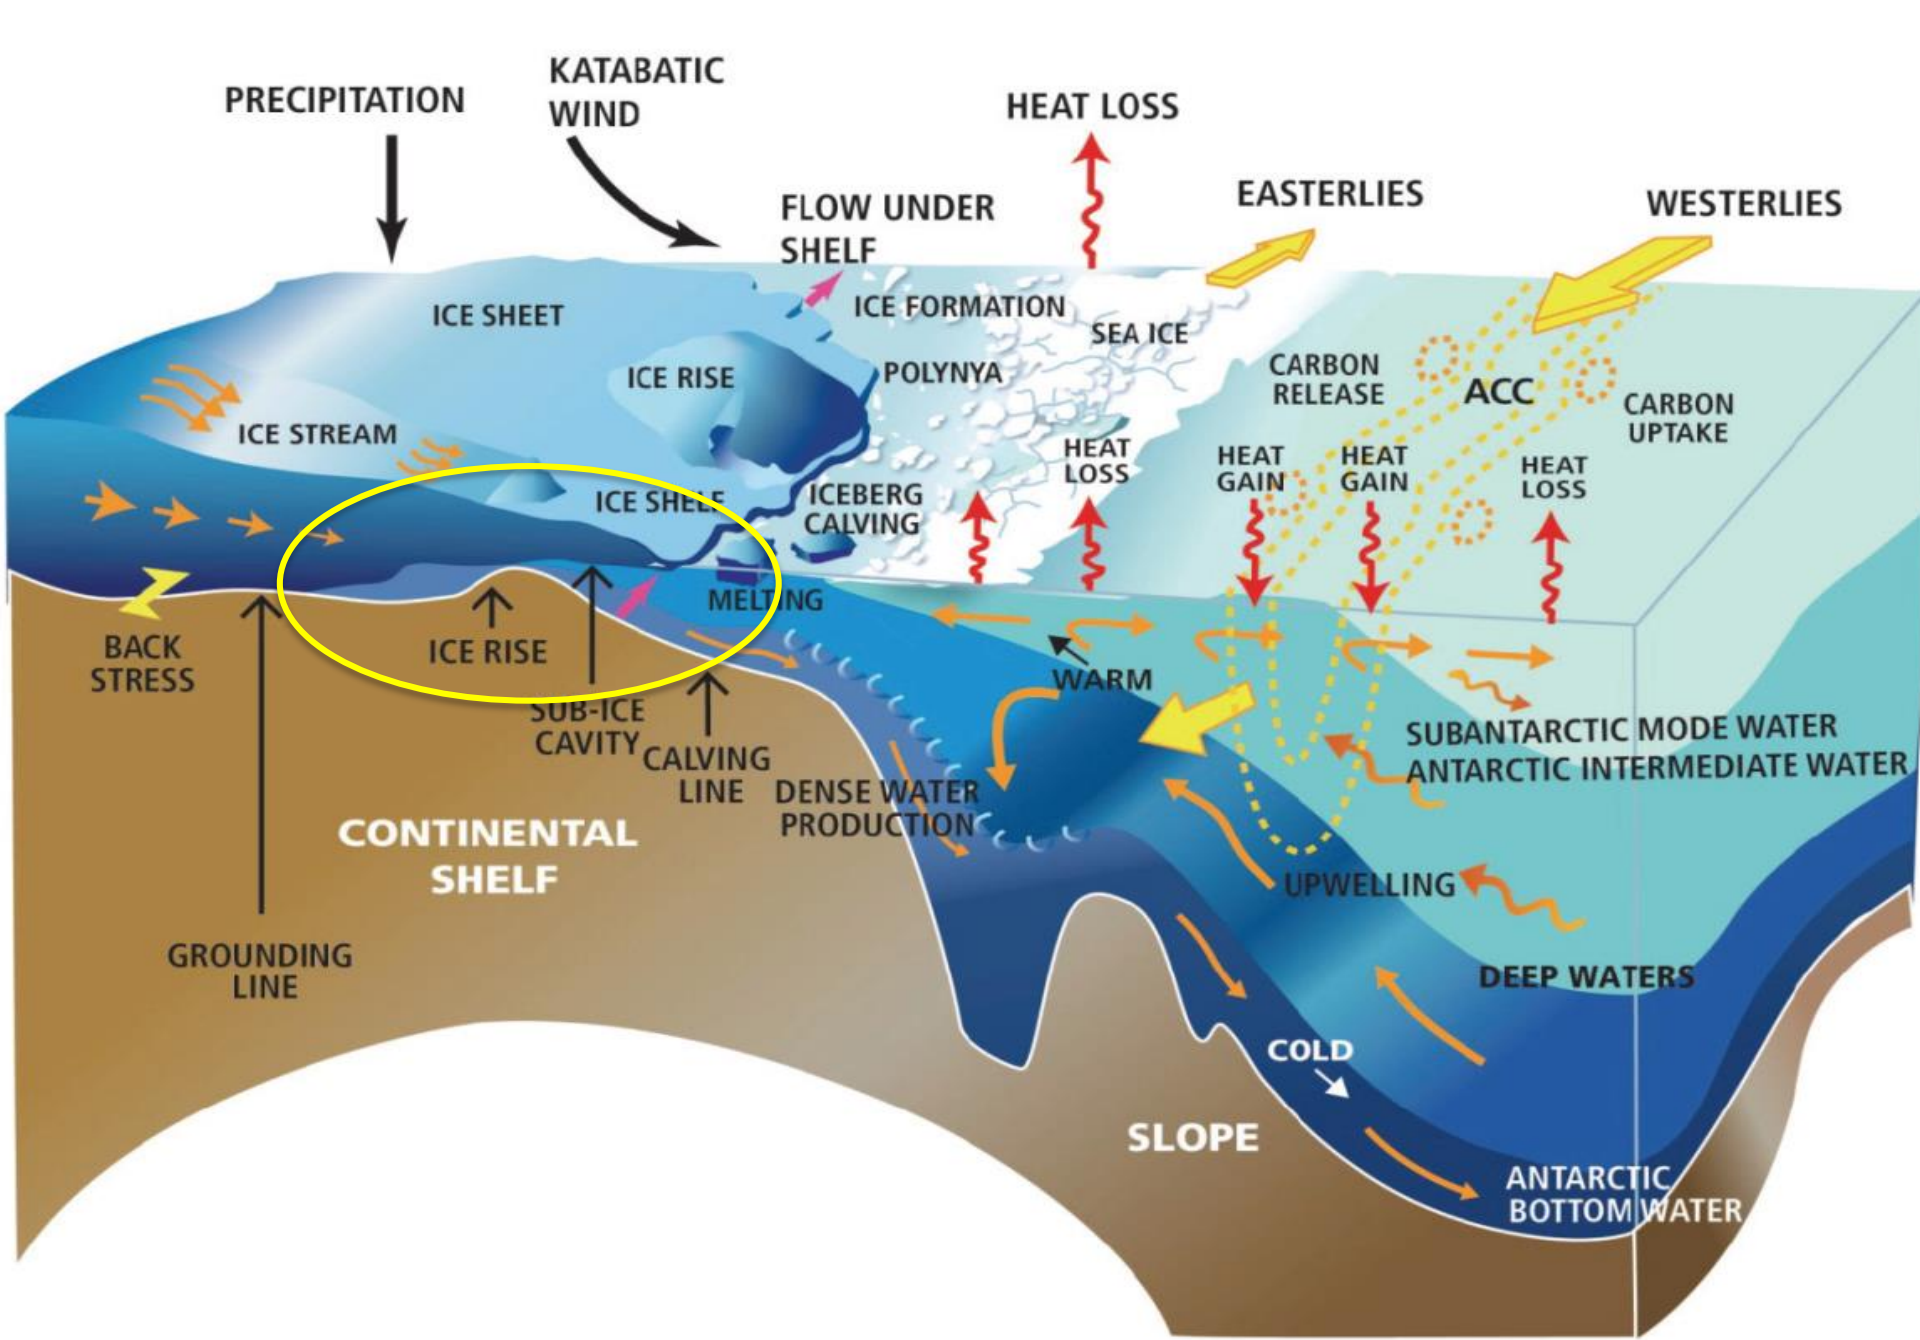 KATABATIC
WIND
PRECIPITATION
HEAT LOSS
EASTERLIES
WESTERLIES
FLOW UNDER
SHELF
ICE SHEET
ICE FORMATION
SEA ICE
ICE RISE
POLYNYA
CARBON
RELEASE
ACC
CARBON
UPTAKE
ICE STREAM
HEAT
LOSS
HEAT
GAIN
HEAT
GAIN
HEAT
LOSS
ICE SHELF
ICEBERG
CALVING
MELTING
BACK
STRESS
ICE RISE
WARM
SUB-ICE
CAVITY
CALVING
LINE
SUBANTARCTIC MODE WATER
ANTARCTIC INTERMEDIATE WATER
DENSE WATER
PRODUCTION
CONTINENTAL
SHELF
UPWELLING
GROUNDING
LINE
DEEP WATERS
COLD
SLOPE
ANTARCTIC
BOTTOM WATER